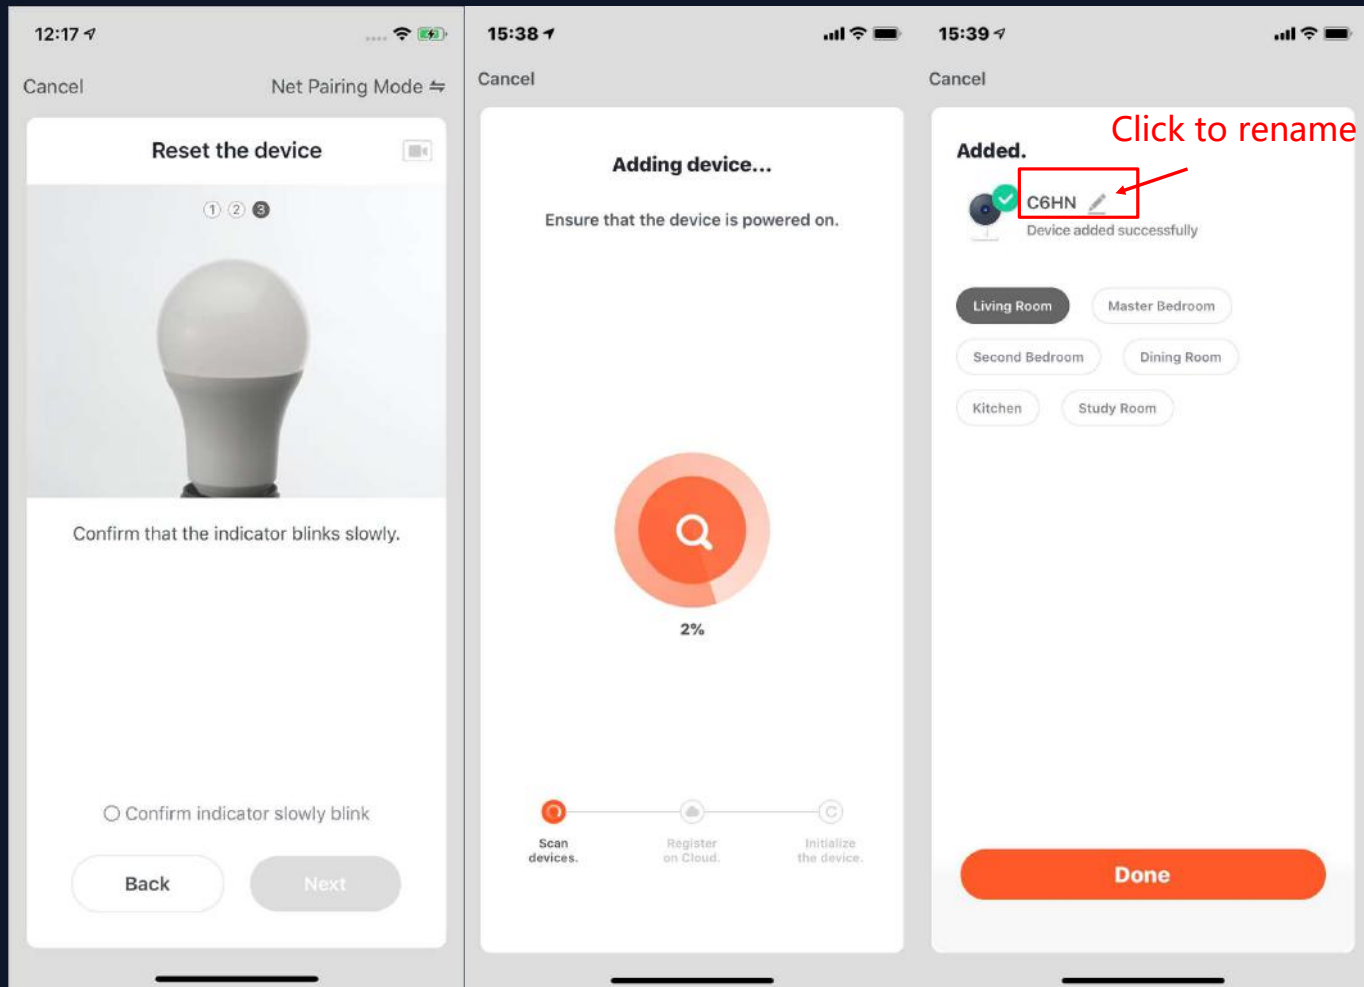 12:17
Cancel
Net Pairing Mode
Reset the device
1 2 3
Confirm that the indicator blinks slowly.
Confirm indicator slowly blink
Back
Next
15:38
Cancel
Adding device...
Ensure that the device is powered on.
2%
Scan
devices.
Register
on Cloud.
Initialize
the device.
15:39
Cancel
Click to rename
Added.
C6HN
Device added successfully
Living Room
Master Bedroom
Second Bedroom
Dining Room
Kitchen
Study Room
Done